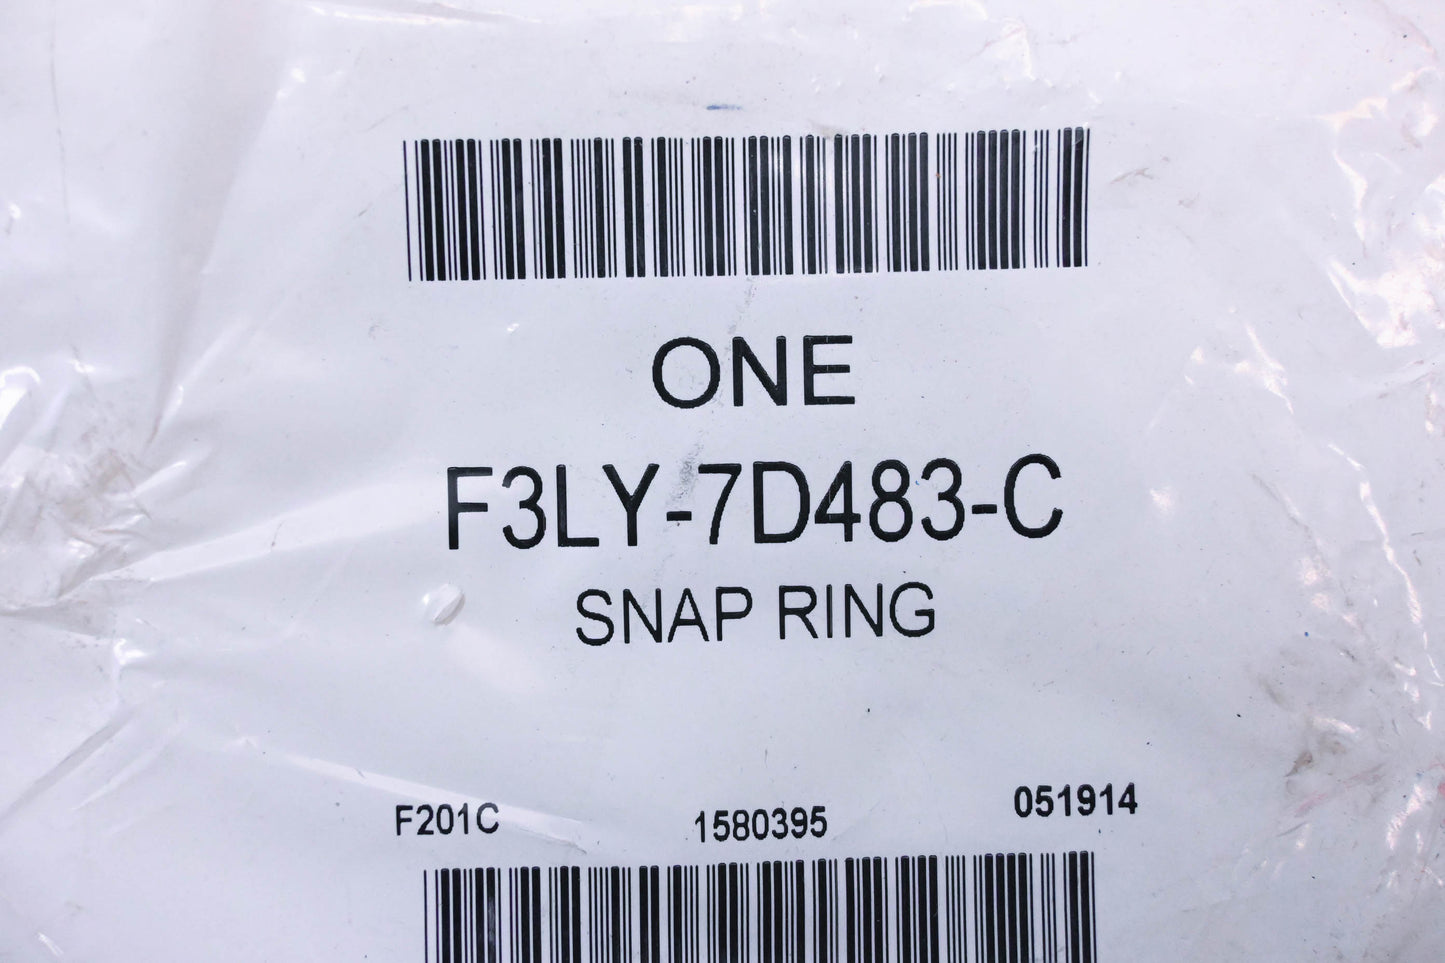 ONE
F3LY-7D483-C
SNAP RING
F201C 1580395 051914